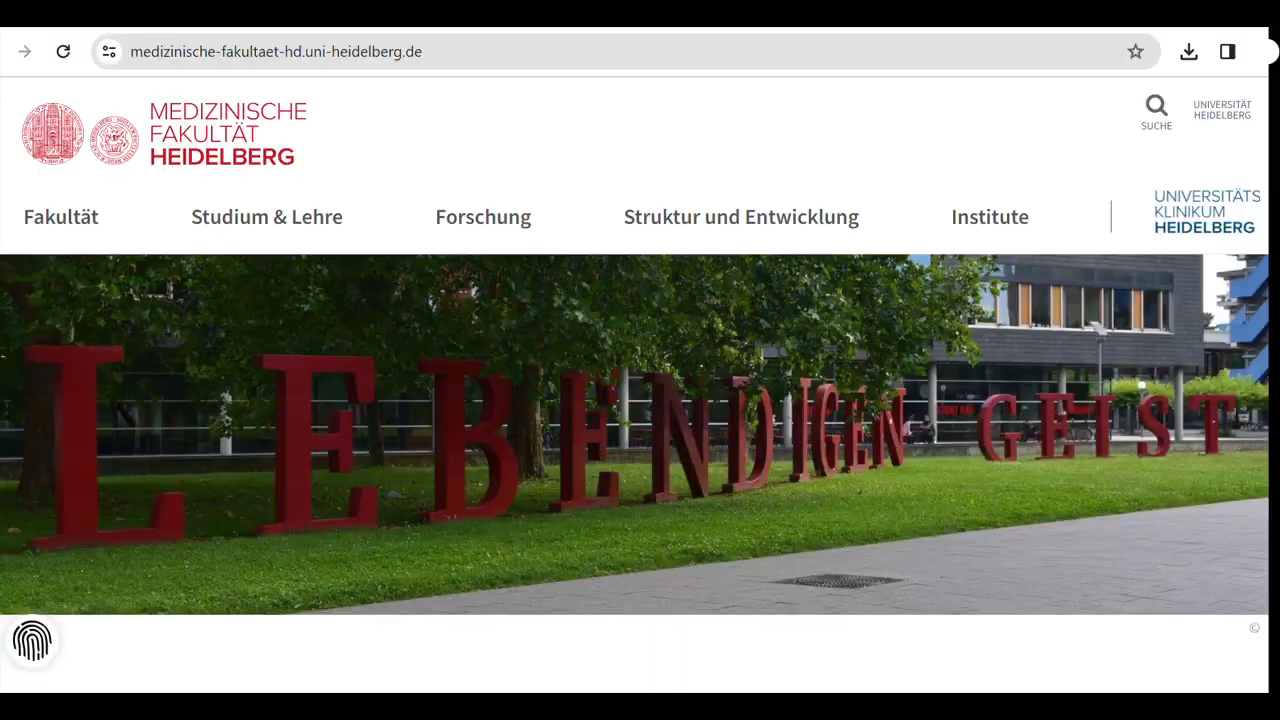 medizinische-fakultaet-hd.uni-heidelberg.de
MEDIZINISCHE
FAKULTÄT
HEIDELBERG
SUCHE
UNIVERSITÄT
HEIDELBERG
Fakultät
Studium & Lehre
Forschung
Struktur und Entwicklung
Institute
UNIVERSITÄTS
KLINIKUM
HEIDELBERG
LEBENDIGEN GEIST
©